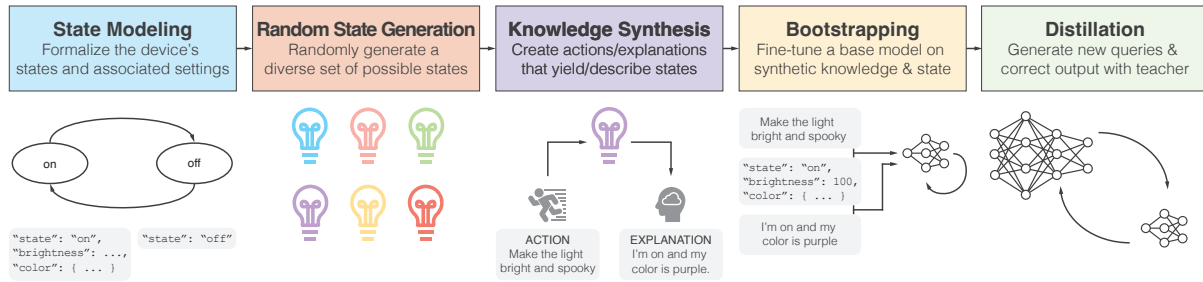 State Modeling
Formalize the device's
states and associated settings
Random State Generation
Randomly generate a
diverse set of possible states
Knowledge Synthesis
Create actions/explanations
that yield/describe states
Bootstrapping
Fine-tune a base model on
synthetic knowledge & state
Distillation
Generate new queries &
correct output with teacher
on
off
"state": "on",
"brightness": ...,
"color": { ... }
"state": "off"
ACTION
Make the light
bright and spooky
EXPLANATION
I'm on and my
color is purple.
Make the light
bright and spooky
"state": "on",
"brightness": 100,
"color": { ... }
I'm on and my
color is purple